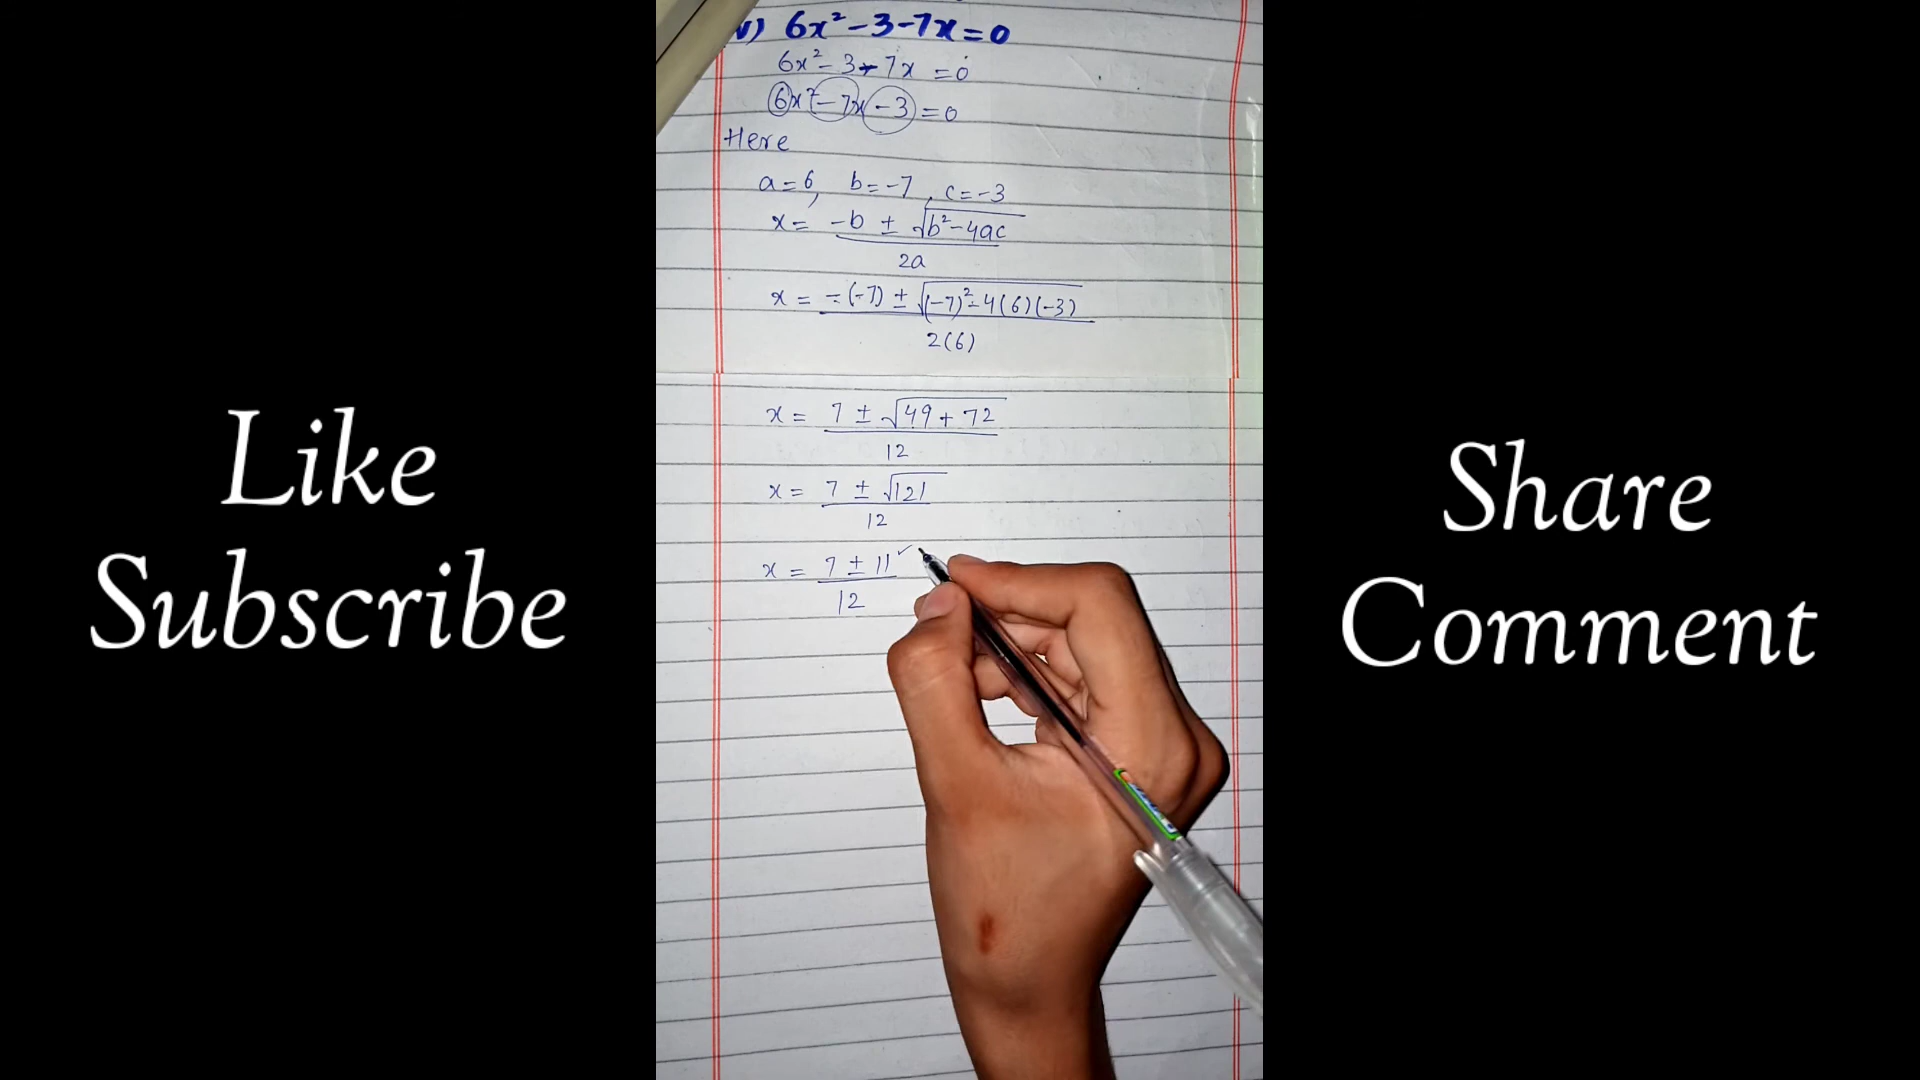 Like
Subscribe
v) 6x² - 3 - 7x = 0
6x² - 3 - 7x = 0
6x² - 7x - 3 = 0
Here
a = 6, b = -7, c = -3
x = -b ± √b² - 4ac
2a
x = -(-7) ± √(-7)² - 4(6)(-3)
2(6)
x = 7 ± √49 + 72
12
x = 7 ± √121
12
x = 7 ± 11
12
Share
Comment